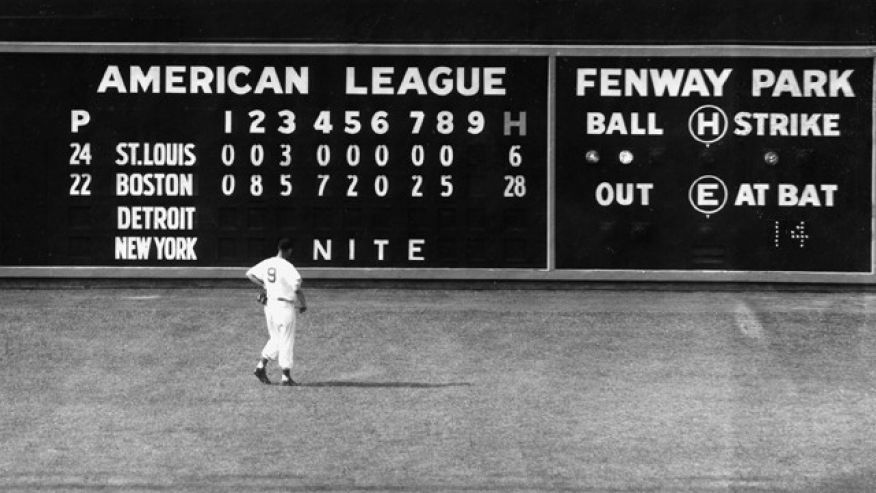 AMERICAN LEAGUE
P 1 2 3 4 5 6 7 8 9 H
24 ST.LOUIS 0 0 3 0 0 0 0 0 6
22 BOSTON 0 8 5 7 2 0 2 5 28
DETROIT
NEW YORK NITE
9
FENWAY PARK
BALL H STRIKE
OUT E AT BAT
14